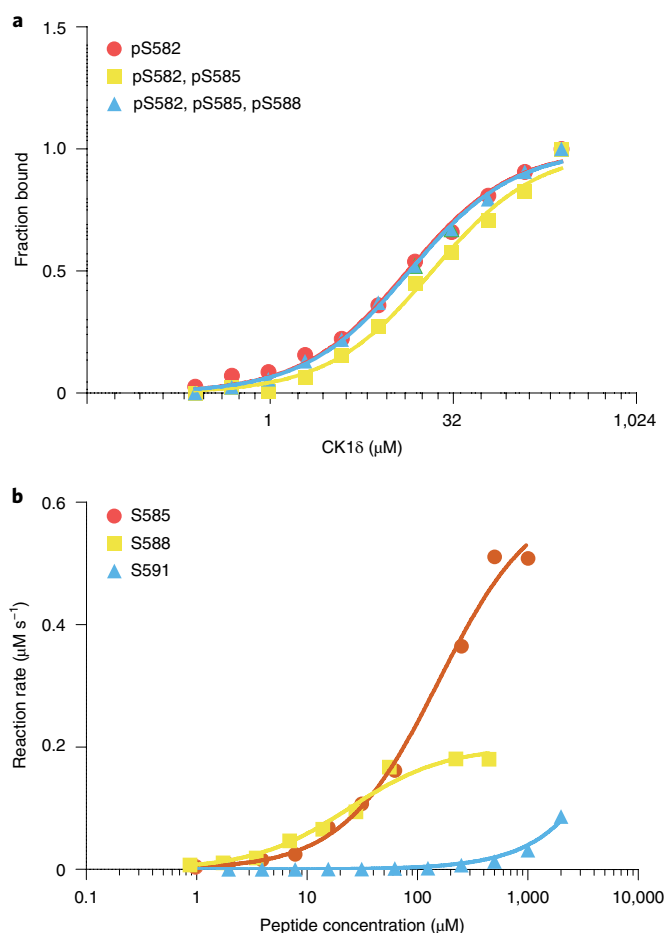 a
1.5
pS582
pS582, pS585
pS582, pS585, pS588
1.0
Fraction bound
0.5
0
1
32
1,024
CK1δ (μM)
b
0.6
S585
S588
S591
Reaction rate (μM s⁻¹)
0.4
0.2
0
0.1
1
10
100
1,000
10,000
Peptide concentration (μM)